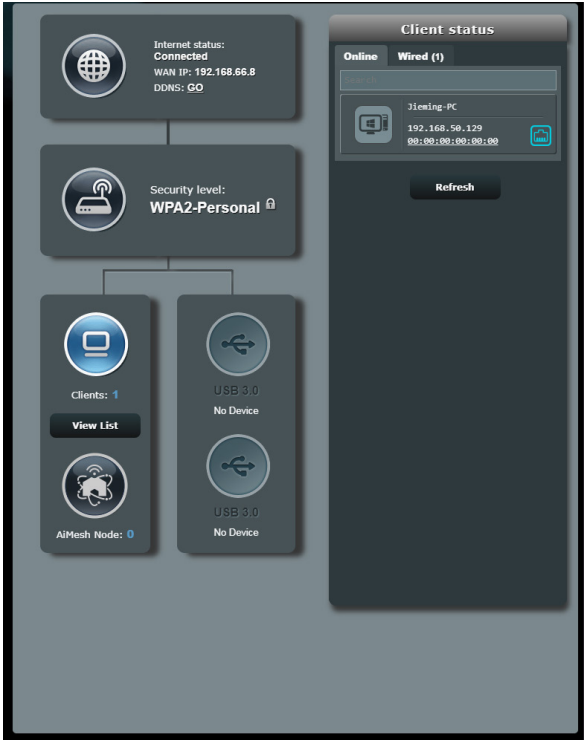 Internet status:
Connected
WAN IP: 192.168.66.8
DDNS: GO
Security level:
WPA2-Personal
Clients: 1
View List
AiMesh Node: 0
USB 3.0
No Device
USB 3.0
No Device
Client status
Online Wired (1)
Search
Jieming-PC
192.168.50.129
00:00:00:00:00:00
Refresh